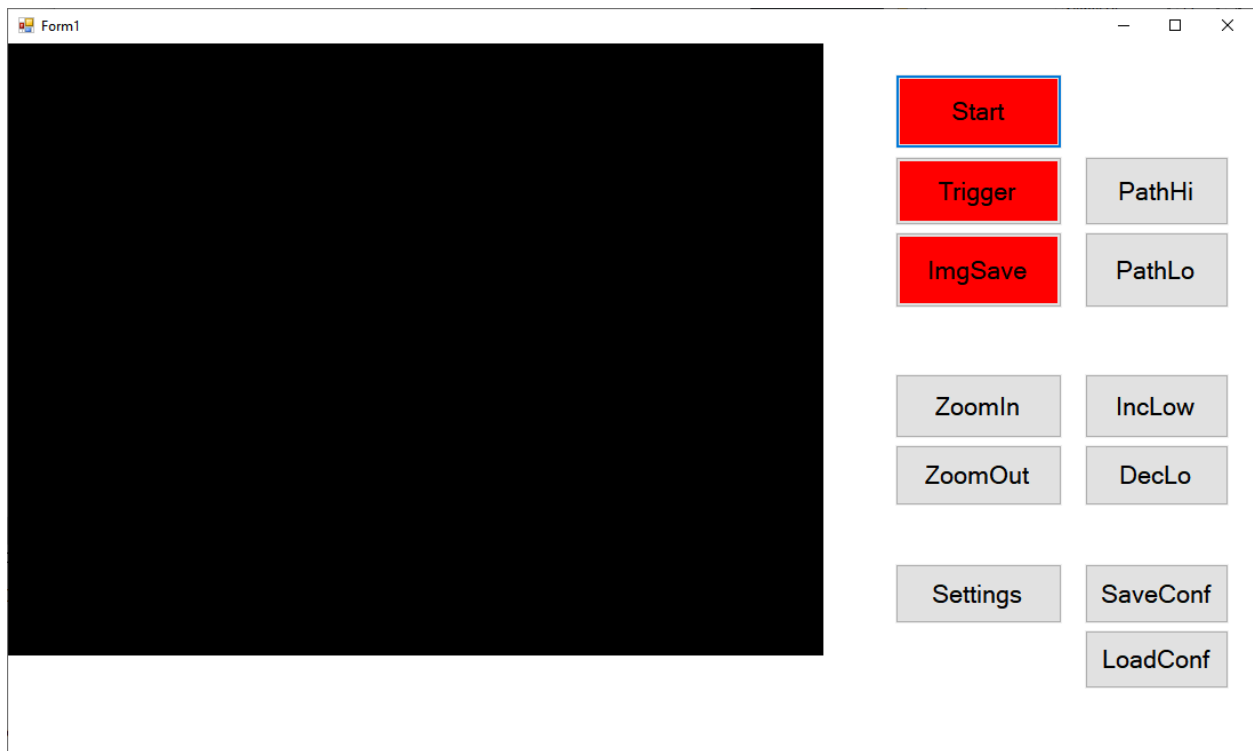 Form1
Start
Trigger
PathHi
ImgSave
PathLo
ZoomIn
IncLow
ZoomOut
DecLo
Settings
SaveConf
LoadConf